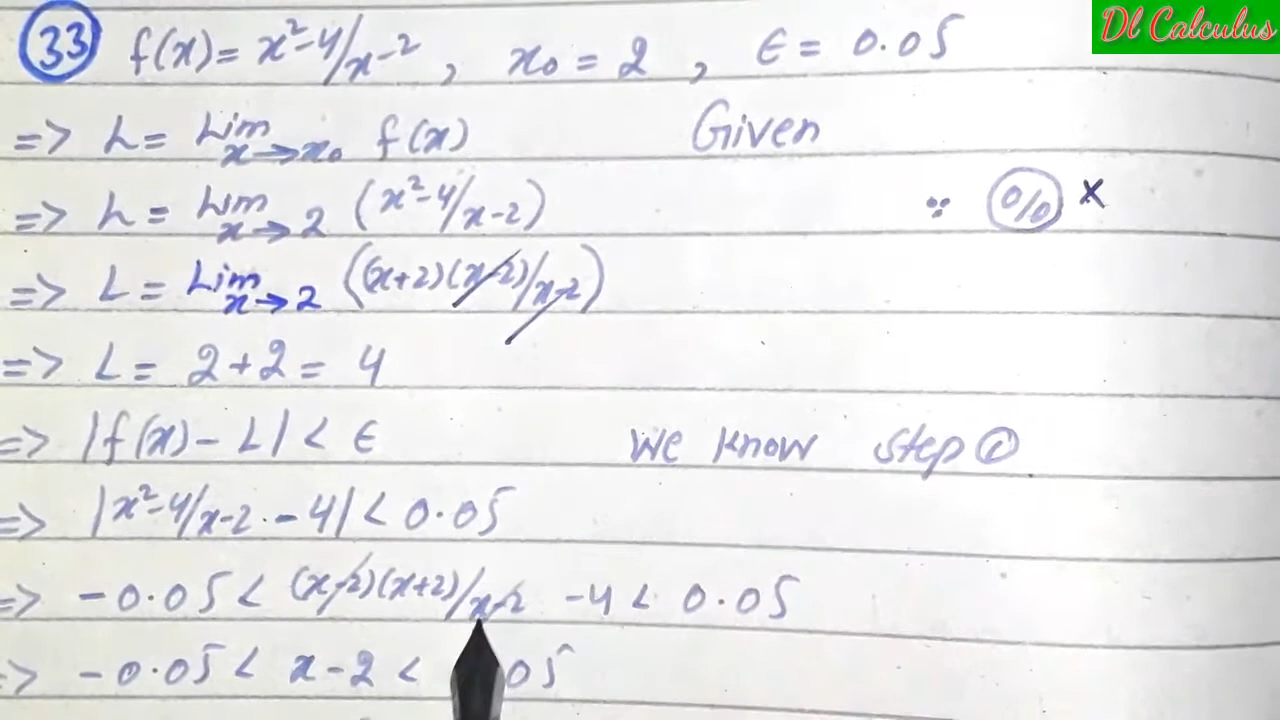 Dl Calculus
33 f(x) = x²-4/x-2 , x₀ = 2 , ϵ = 0.05
=> L = Lim x→x₀ f(x) Given
=> L = Lim x→2 (x²-4/x-2) ∵ 0/0 ×
=> L = Lim x→2 ((x+2)(x-2)/x-2)
=> L = 2+2 = 4
=> |f(x) - L| < ϵ We know step ①
=> |x²-4/x-2 - 4| < 0.05
=> -0.05 < (x-2)(x+2)/x-2 -4 < 0.05
=> -0.05 < x-2 < 05